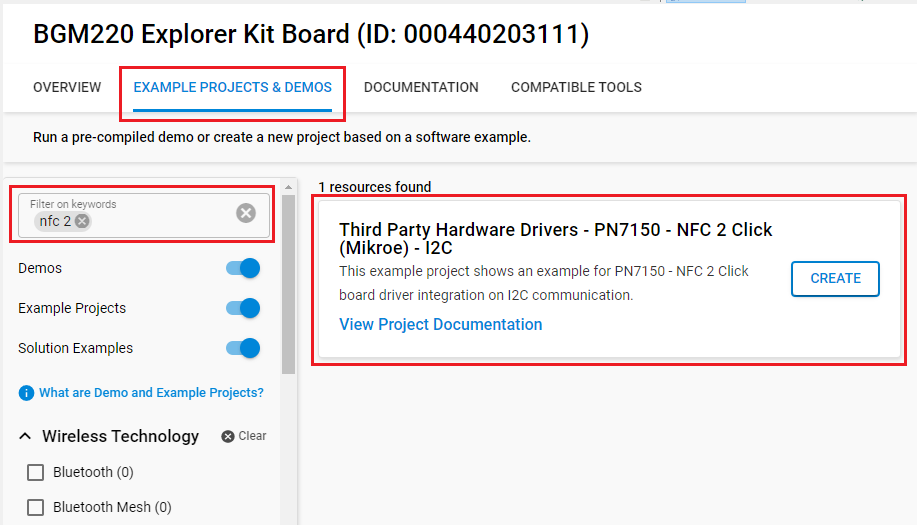 BGM220 Explorer Kit Board (ID: 000440203111)
OVERVIEW
EXAMPLE PROJECTS & DEMOS
DOCUMENTATION
COMPATIBLE TOOLS
Run a pre-compiled demo or create a new project based on a software example.
Filter on keywords
nfc 2
Demos
Example Projects
Solution Examples
What are Demo and Example Projects?
Wireless Technology
Clear
Bluetooth (0)
Bluetooth Mesh (0)
1 resources found
Third Party Hardware Drivers - PN7150 - NFC 2 Click
(Mikroe) - I2C
This example project shows an example for PN7150 - NFC 2 Click
board driver integration on I2C communication.
View Project Documentation
CREATE